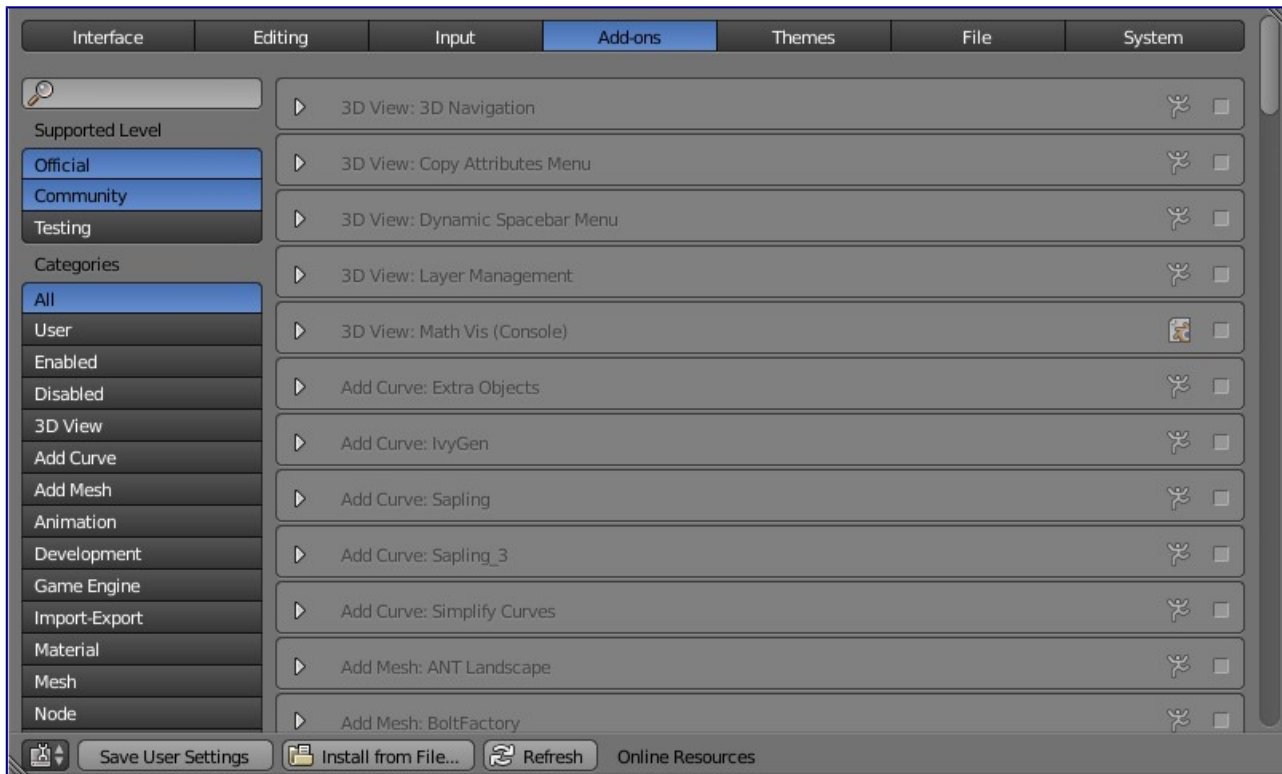 Interface Editing Input Add-ons Themes File System
Supported Level
Official
Community
Testing
Categories
All
User
Enabled
Disabled
3D View
Add Curve
Add Mesh
Animation
Development
Game Engine
Import-Export
Material
Mesh
Node
3D View: 3D Navigation
3D View: Copy Attributes Menu
3D View: Dynamic Spacebar Menu
3D View: Layer Management
3D View: Math Vis (Console)
Add Curve: Extra Objects
Add Curve: IvyGen
Add Curve: Sapling
Add Curve: Sapling_3
Add Curve: Simplify Curves
Add Mesh: ANT Landscape
Add Mesh: BoltFactory
Save User Settings Install from File... Refresh Online Resources